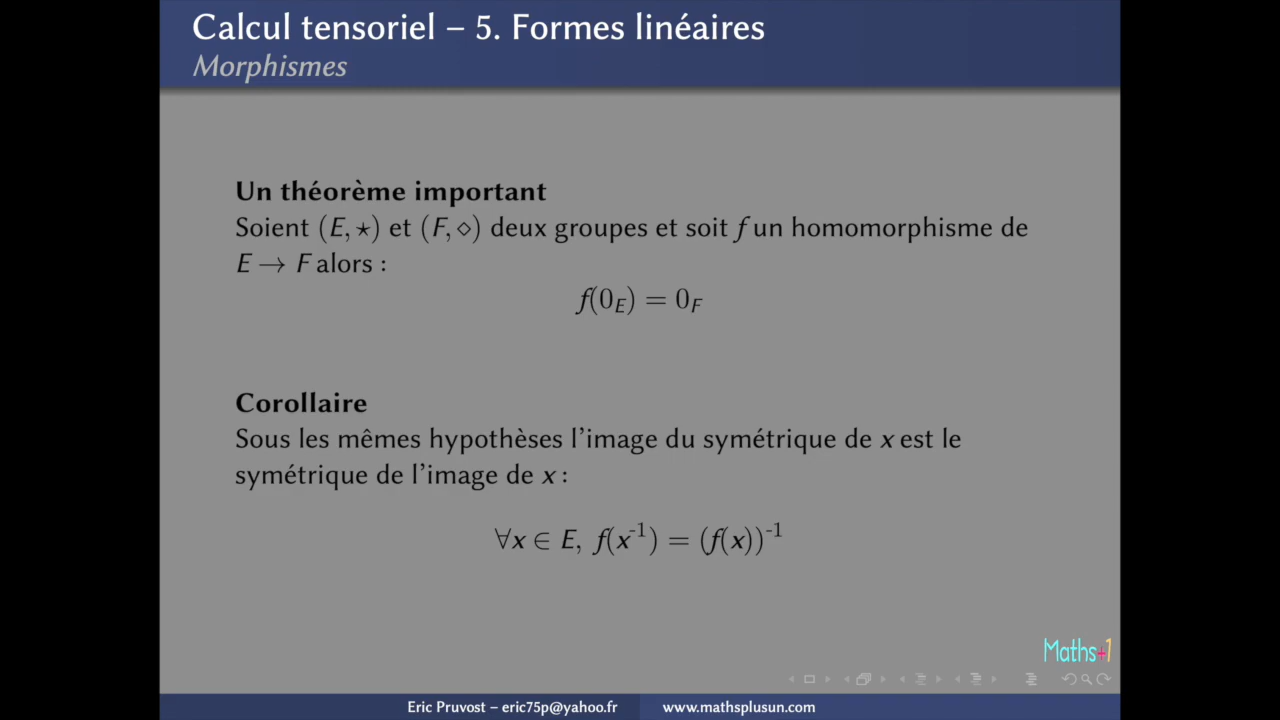 Calcul tensoriel – 5. Formes linéaires
Morphismes
Un théorème important
Soient (E, ⋆) et (F, ⋄) deux groupes et soit f un homomorphisme de
E → F alors :
f(0_E) = 0_F
Corollaire
Sous les mêmes hypothèses l'image du symétrique de x est le
symétrique de l'image de x :
∀x ∈ E, f(x⁻¹) = (f(x))⁻¹
Maths+1
Eric Pruvost – eric75p@yahoo.fr www.mathsplusun.com